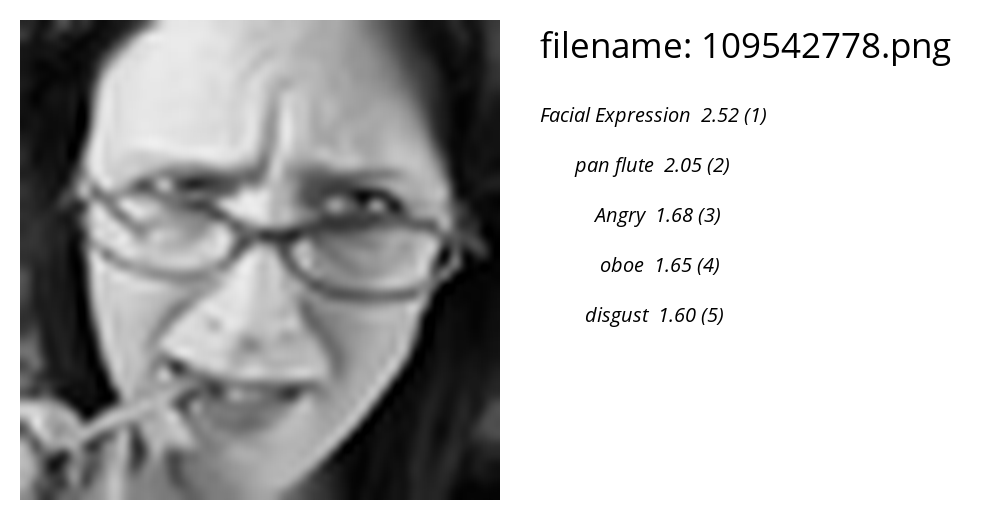 filename: 109542778.png
Facial Expression 2.52 (1)
pan flute 2.05 (2)
Angry 1.68 (3)
oboe 1.65 (4)
disgust 1.60 (5)